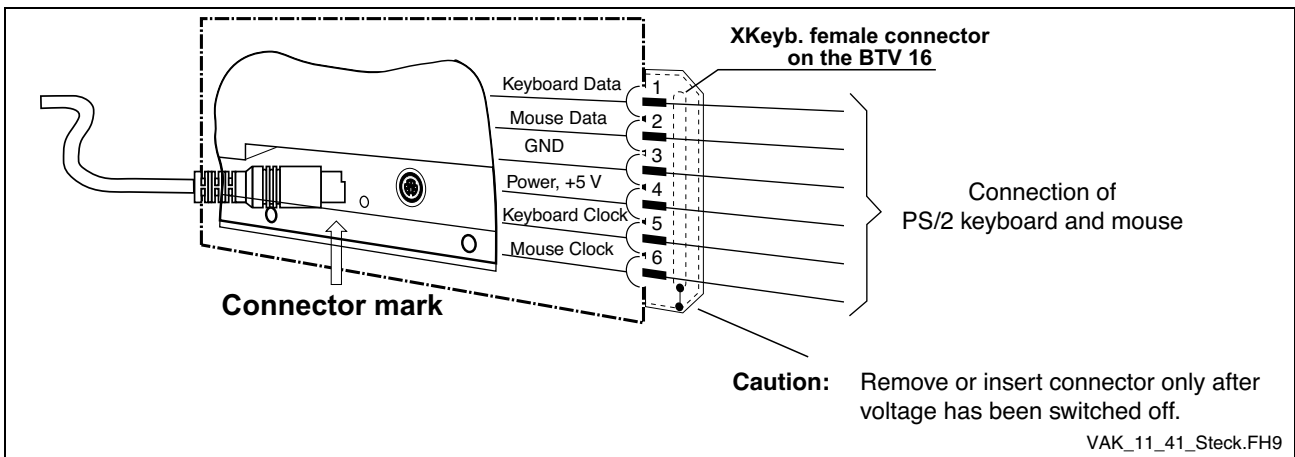 XKeyb. female connector
on the BTV 16
Keyboard Data
1
Mouse Data
2
GND
3
Power, +5 V
4
Keyboard Clock
5
Mouse Clock
6
Connection of
PS/2 keyboard and mouse
Connector mark
Caution: Remove or insert connector only after
voltage has been switched off.
VAK_11_41_Steck.FH9